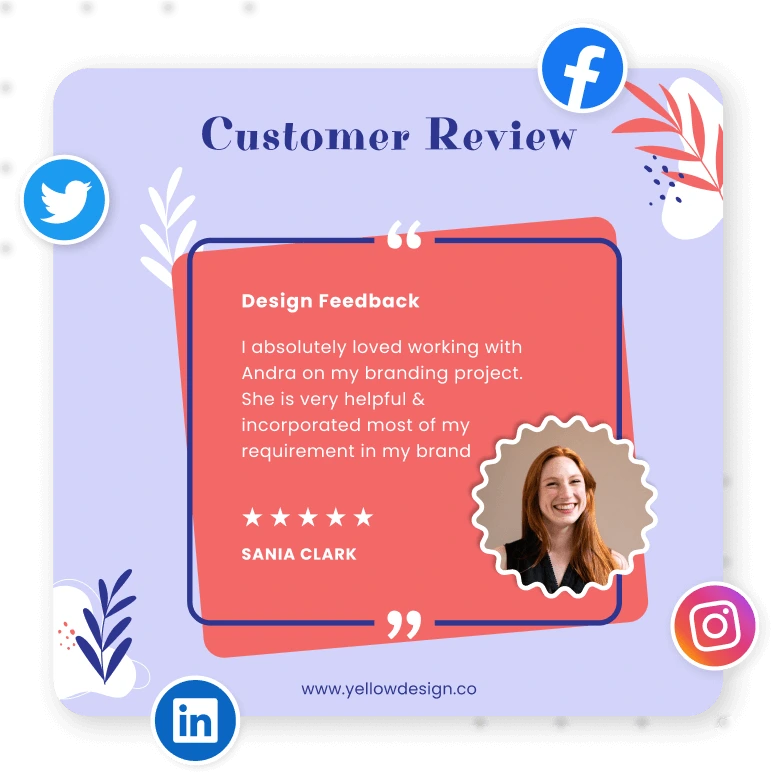 Customer Review
“
Design Feedback
I absolutely loved working with
Andra on my branding project.
She is very helpful &
incorporated most of my
requirement in my brand
SANIA CLARK
”
www.yellowdesign.co
in